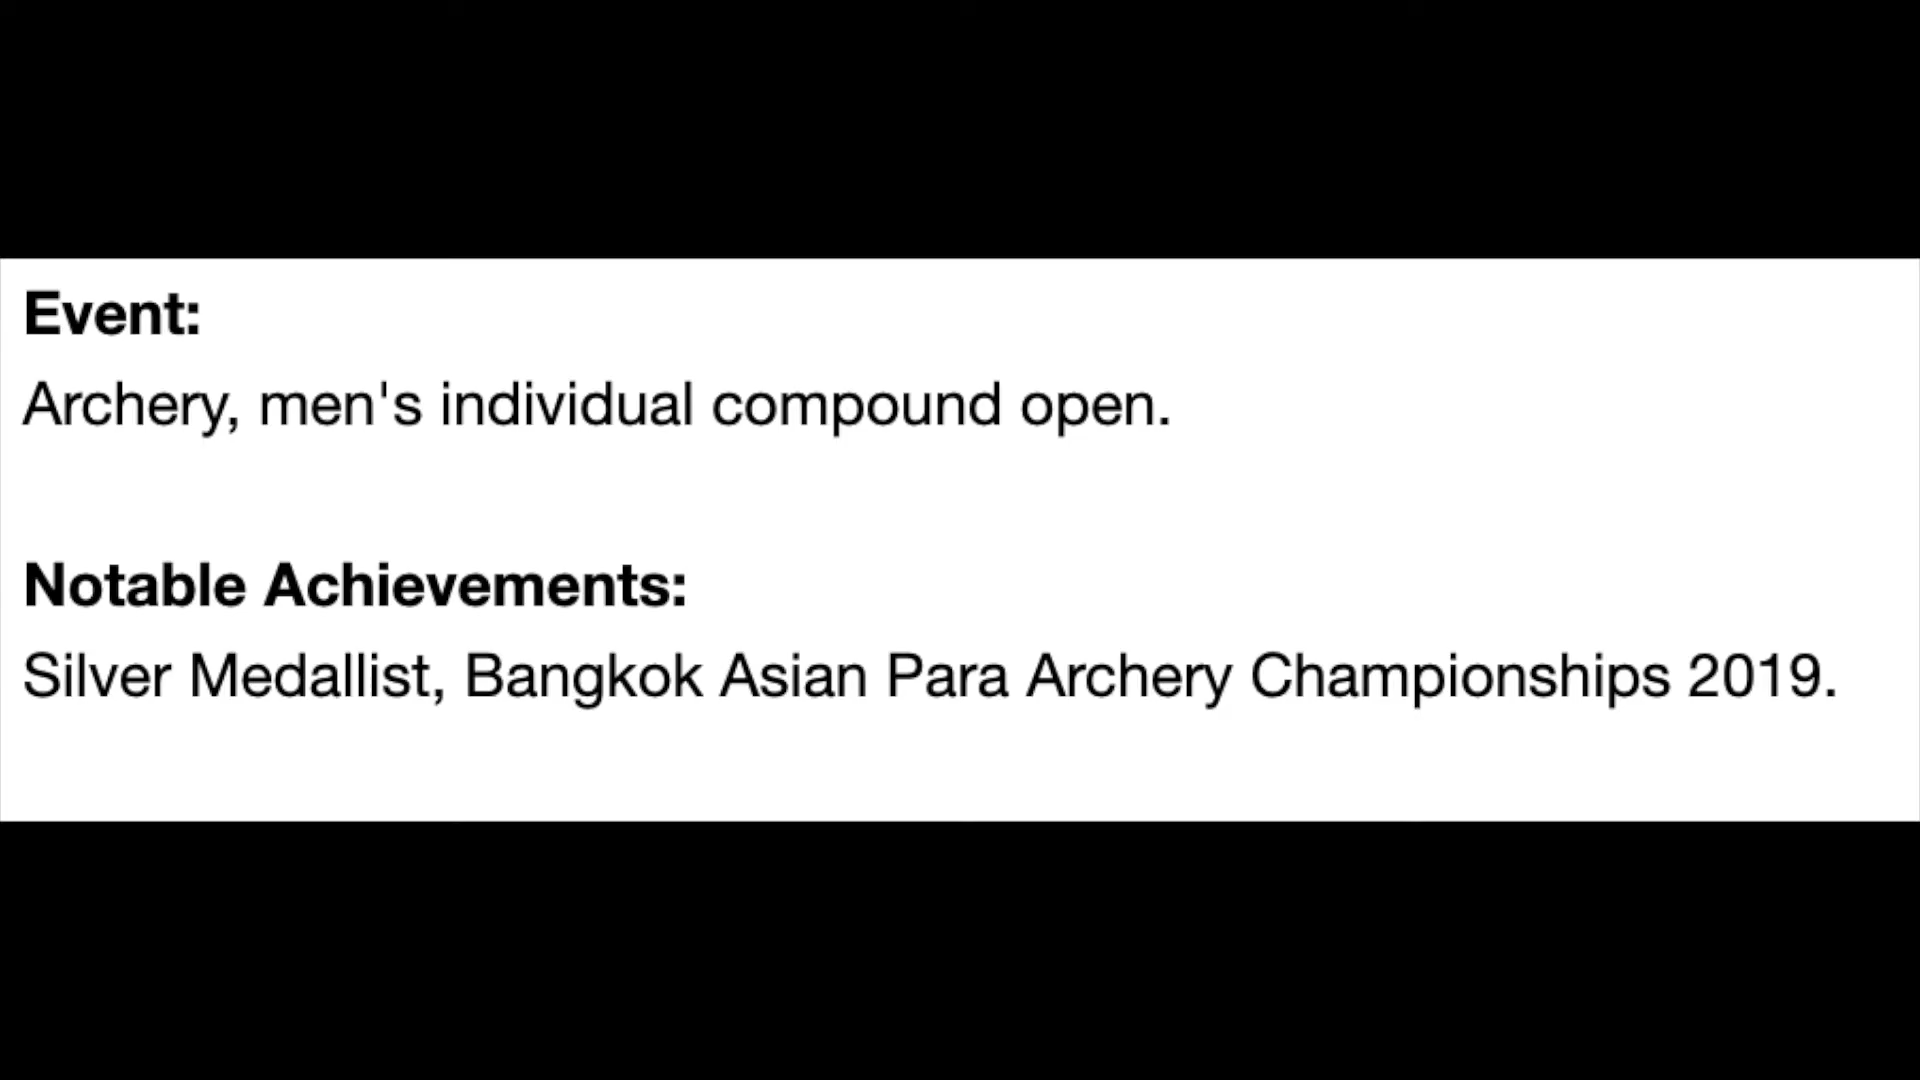 Event:
Archery, men's individual compound open.
Notable Achievements:
Silver Medallist, Bangkok Asian Para Archery Championships 2019.